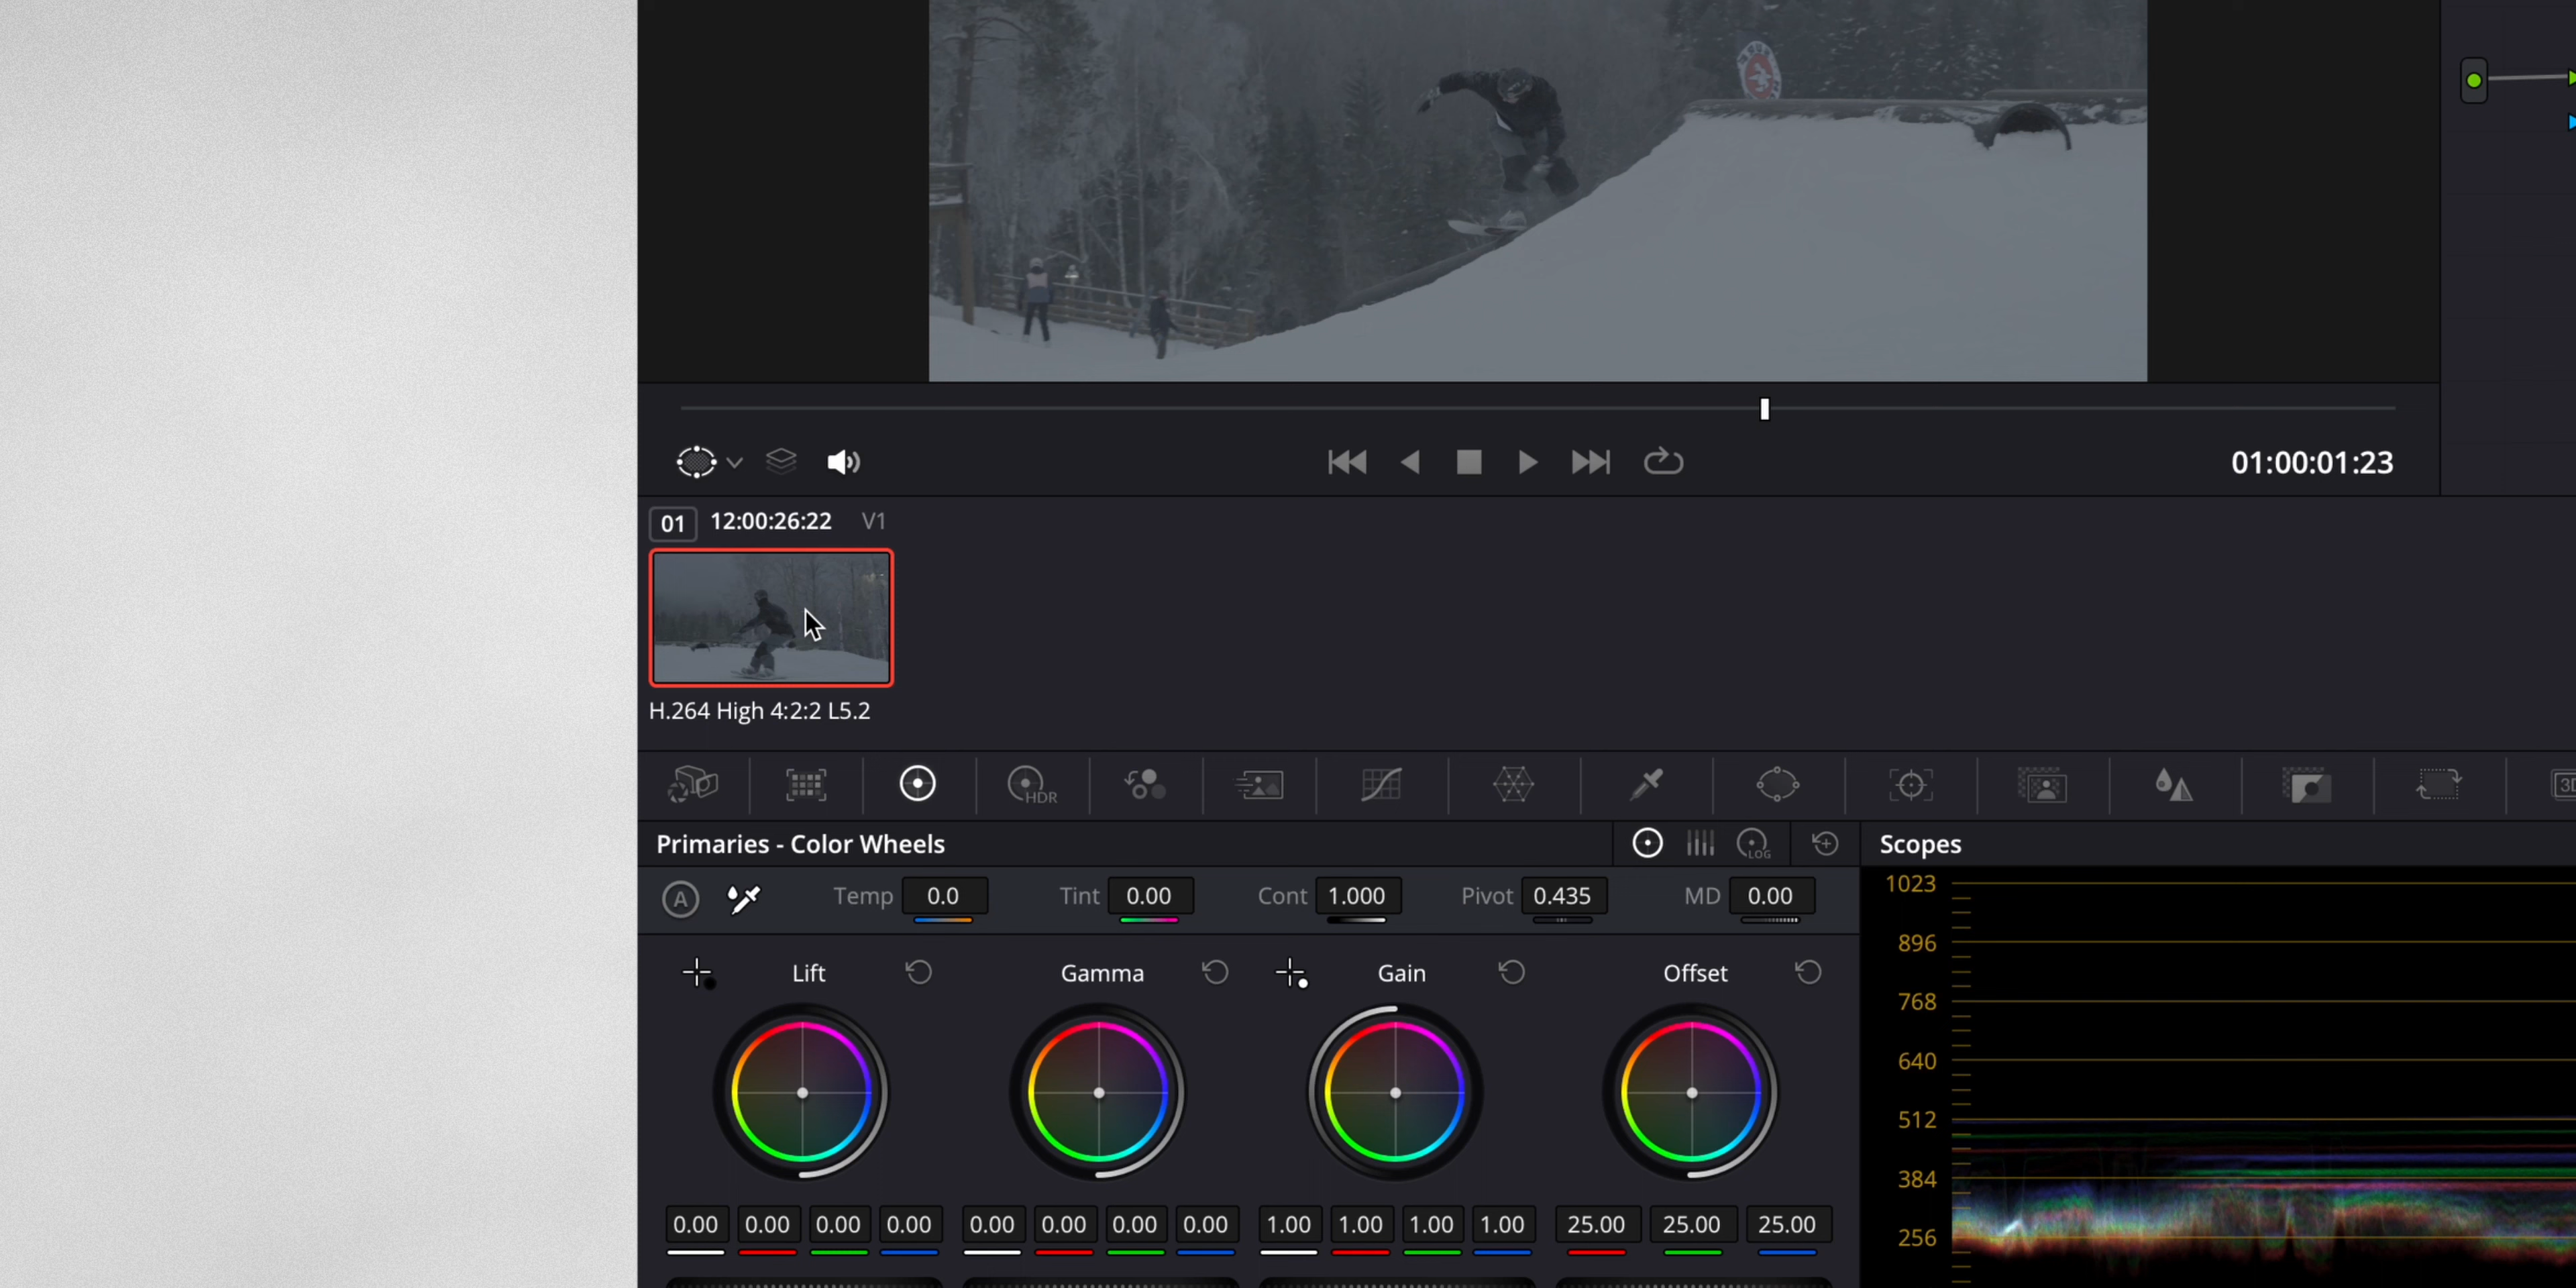 01:00:01:23
01 12:00:26:22 V1
H.264 High 4:2:2 L5.2
HDR
3D
Primaries - Color Wheels
LOG
Scopes
A Temp 0.0 Tint 0.00 Cont 1.000 Pivot 0.435 MD 0.00
Lift Gamma Gain Offset
0.00 0.00 0.00 0.00 0.00 0.00 0.00 0.00 1.00 1.00 1.00 1.00 25.00 25.00 25.00
1023
896
768
640
512
384
256